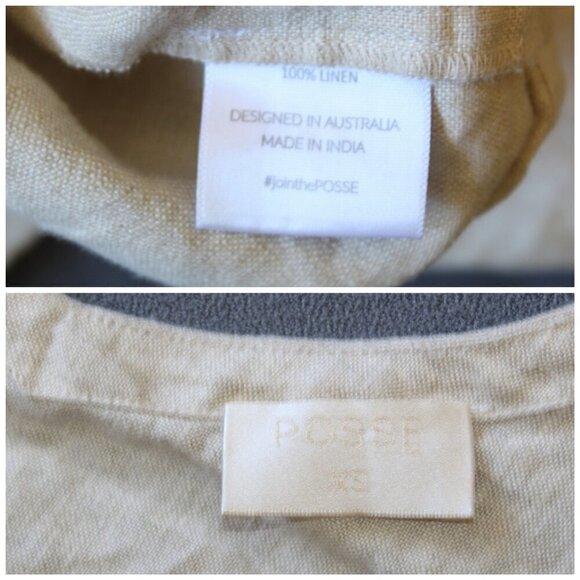 100% LINEN
DESIGNED IN AUSTRALIA
MADE IN INDIA
#jointhePOSSE
POSSE
XS